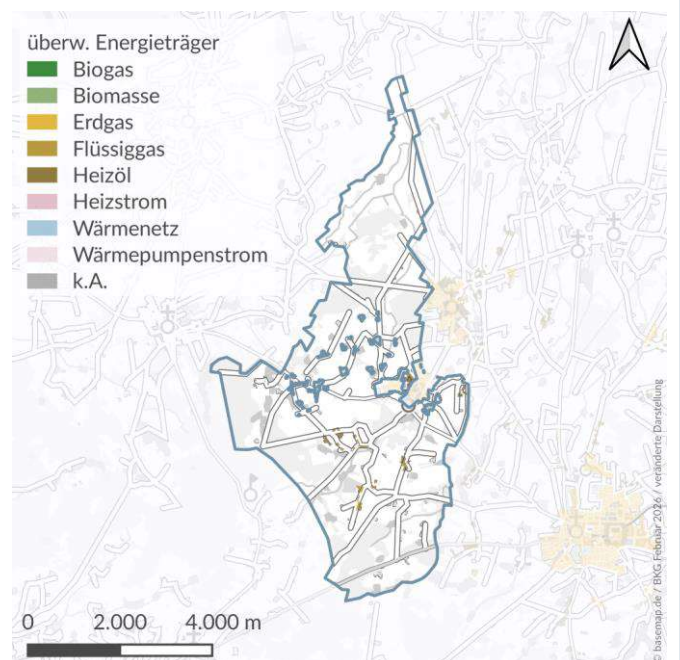 überw. Energieträger
Biogas
Biomasse
Erdgas
Flüssiggas
Heizöl
Heizstrom
Wärmenetz
Wärmepumpenstrom
k.A.
0 2.000 4.000 m
© basemap.de / BKG Februar 2026 / veränderte Darstellung